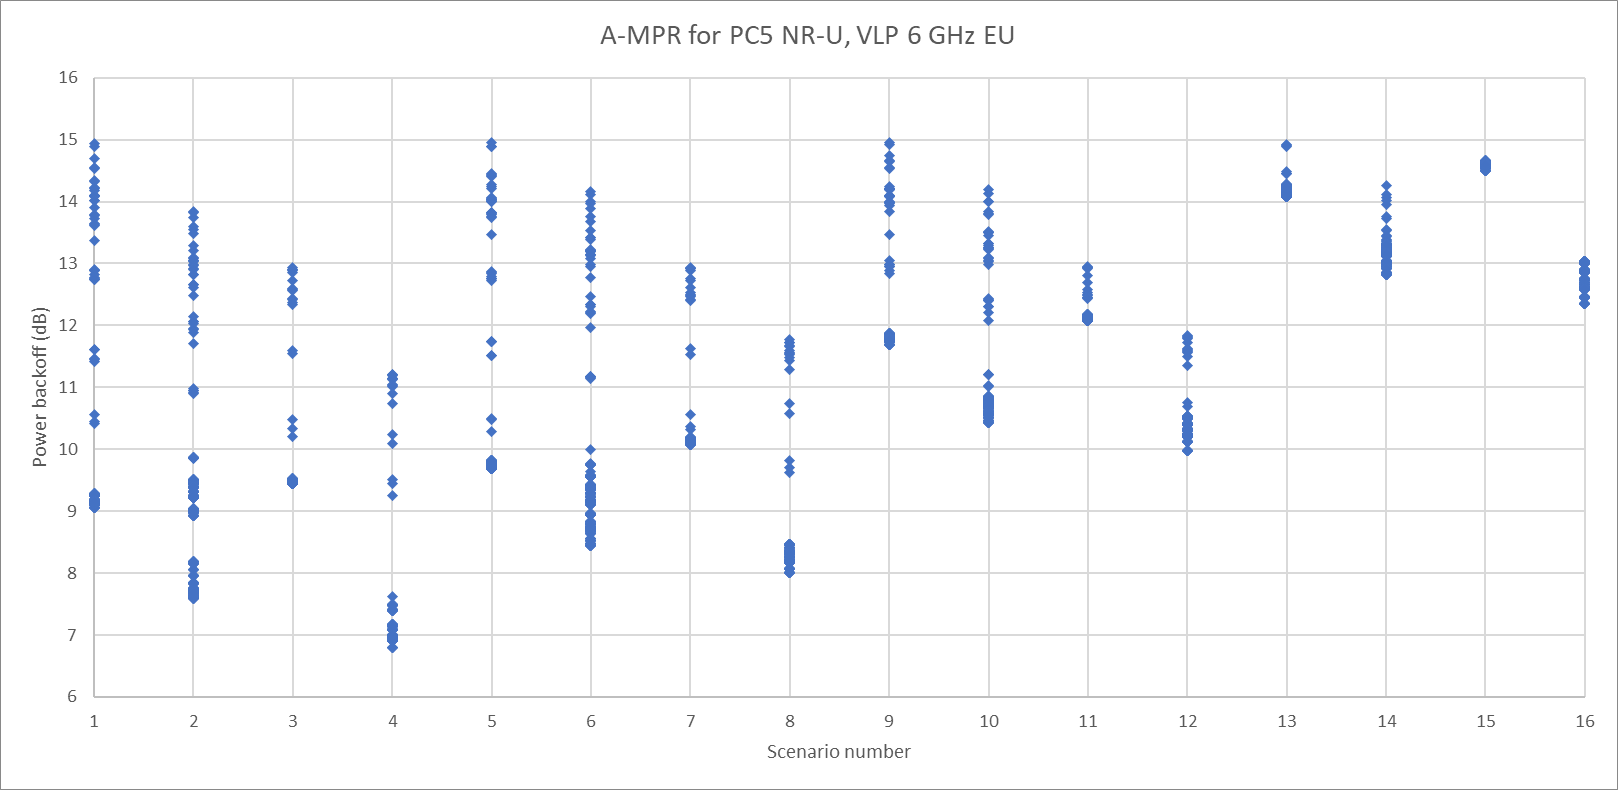 A-MPR for PC5 NR-U, VLP 6 GHz EU
16
15
14
13
12
11
10
9
8
7
6
Power backoff (dB)
1 2 3 4 5 6 7 8 9 10 11 12 13 14 15 16
Scenario number